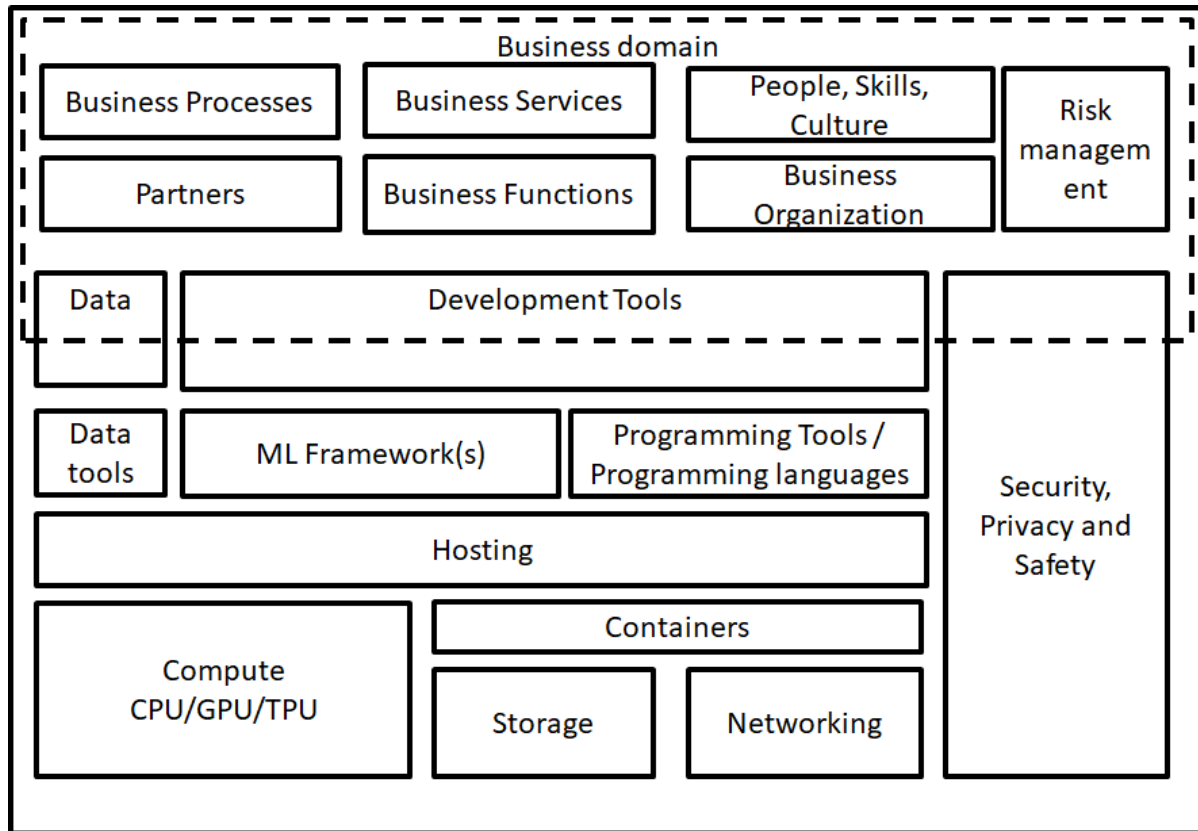 Business domain
Business Processes
Business Services
People, Skills,
Culture
Risk
managem
ent
Partners
Business Functions
Business
Organization
Data
Development Tools
Data
tools
ML Framework(s)
Programming Tools /
Programming languages
Security,
Privacy and
Safety
Hosting
Compute
CPU/GPU/TPU
Containers
Storage
Networking